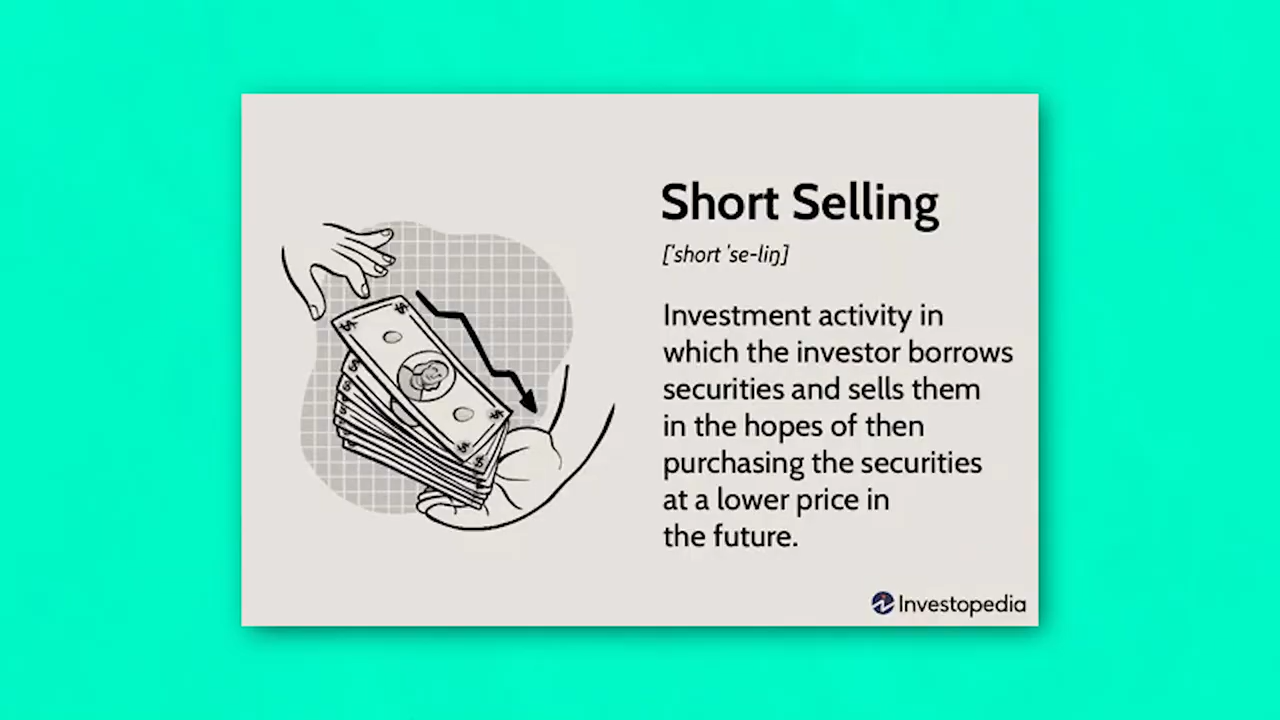 Short Selling
['short 'se-liŋ]
Investment activity in
which the investor borrows
securities and sells them
in the hopes of then
purchasing the securities
at a lower price in
the future.
Investopedia